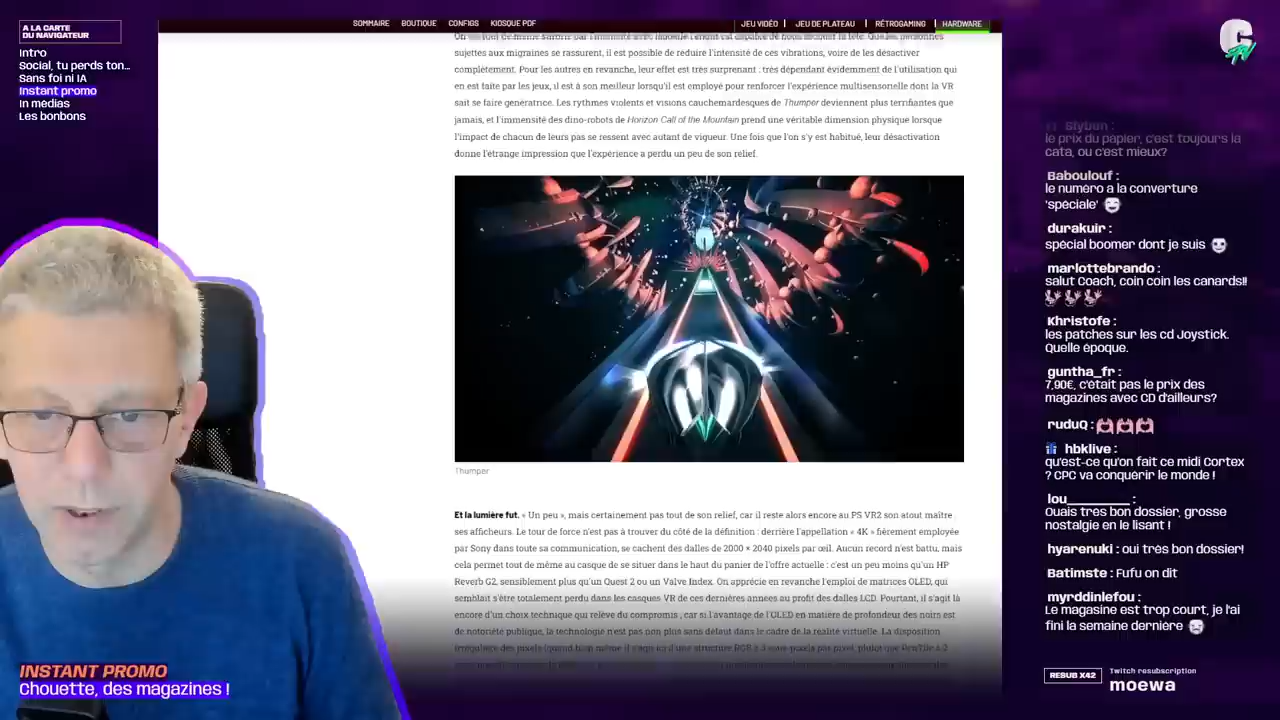 A LA CARTE
DU NAVIGATEUR
Intro
Social, tu perds ton...
Sans foi ni IA
Instant promo
In médias
Les bonbons
SOMMAIRE BOUTIQUE CONFIGS KIOSQUE PDF
JEU VIDÉO | JEU DE PLATEAU | RÉTROGAMING | HARDWARE
sujettes aux migraines se rassurent, il est possible de réduire l'intensité de ces vibrations, voire de les désactiver
complètement. Pour les autres en revanche, leur effet est très surprenant : très dépendant évidemment de l'utilisation qui
en est faite par les jeux, il est à son meilleur lorsqu'il est employé pour renforcer l'expérience multisensorielle dont la VR
sait se faire génératrice. Les rythmes violents et visions cauchemardesques de Thumper deviennent plus terrifiantes que
jamais, et l'immensité des dino-robots de Horizon Call of the Mountain prend une véritable dimension physique lorsque
l'impact de chacun de leurs pas se ressent avec autant de vigueur. Une fois que l'on s'y est habitué, leur désactivation
donne l'étrange impression que l'expérience a perdu un peu de son relief.
Thumper
Et la lumière fut. « Un peu », mais certainement pas tout de son relief, car il reste alors encore au PS VR2 son atout maître :
ses afficheurs. Le tour de force n'est pas à trouver du côté de la définition : derrière l'appellation « 4K » fièrement employée
par Sony dans toute sa communication, se cachent des dalles de 2000 × 2040 pixels par œil. Aucun record n'est battu, mais
cela permet tout de même au casque de se situer dans le haut du panier de l'offre actuelle : c'est un peu moins qu'un HP
Reverb G2, sensiblement plus qu'un Quest 2 ou un Valve Index. On apprécie en revanche l'emploi de matrices OLED, qui
semblait s'être totalement perdu dans les casques VR de ces dernières années au profit des dalles LCD. Pourtant, il s'agit là
encore d'un choix technique qui relève du compromis ; car si l'avantage de l'OLED en matière de profondeur des noirs est
de notoriété publique, la technologie n'est pas non plus sans défaut dans le cadre de la réalité virtuelle. La disposition
Slyben :
le prix du papier, c'est toujours la
cata, ou c'est mieux?
Baboulouf :
le numéro a la converture
'spéciale'
durakuir :
spécial boomer dont je suis
marlottebrando :
salut Coach, coin coin les canards!!
Khristofe :
les patches sur les cd Joystick.
Quelle époque.
guntha_fr :
7,90€, c'était pas le prix des
magazines avec CD d'ailleurs?
ruduQ :
hbklive :
qu'est-ce qu'on fait ce midi Cortex
? CPC va conquérir le monde !
lou________ :
Ouais très bon dossier, grosse
nostalgie en le lisant !
hyarenuki : oui très bon dossier!
Batimste : Fufu on dit
myrddinlefou :
Le magasine est trop court, je l'ai
fini la semaine dernière
RESUB X42 Twitch resubscription
moewa
INSTANT PROMO
Chouette, des magazines !